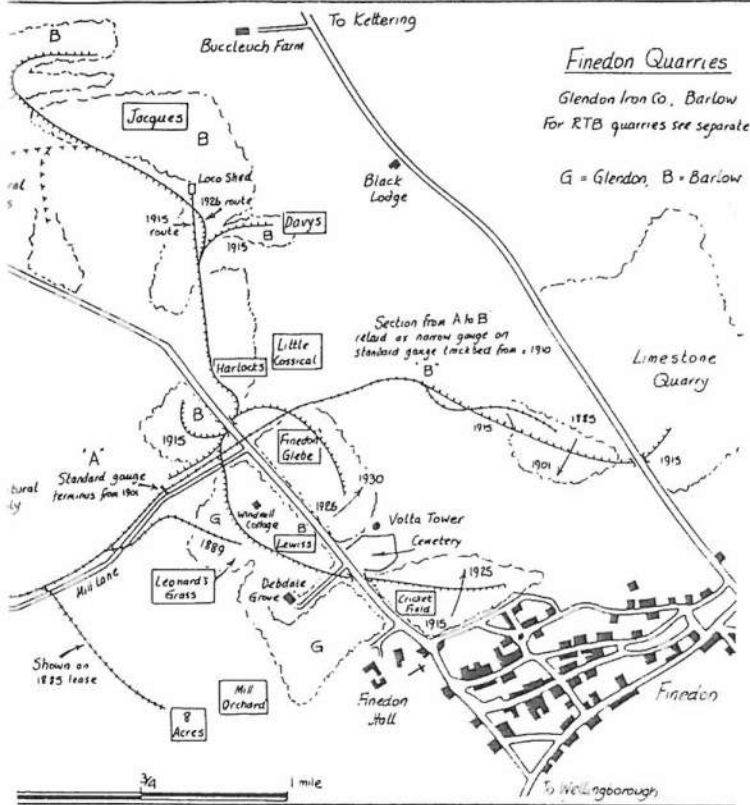 To Kettering
Buccleuch Farm
Finedon Quarries
Glendon Iron Co., Barlow
For RTB quarries see separate
G = Glendon, B = Barlow
B
Jacques
B
Loco Shed
1926 route
1915
route
Black
Lodge
Davys
B
1915
Section from A to B
relaid as narrow gauge on
standard gauge trackbed from c 1910
"B"
Little
Cossical
Harlocks
Limestone
Quarry
B
1915
1885
1915
1901
1915
Finedon
Glebe
"A"
Standard gauge
terminus from 1901
1930
1926
G
Windmill
Cottage
B
Lewis's
Volta Tower
Cemetery
1889
Leonard's
Grass
Mill Lane
Debdale
Grove
1925
Cricket
Field
1915
G
Shown on
1885 lease
Mill
Orchard
8
Acres
Finedon
Hall
Finedon
3/4
1 mile
To Wellingborough